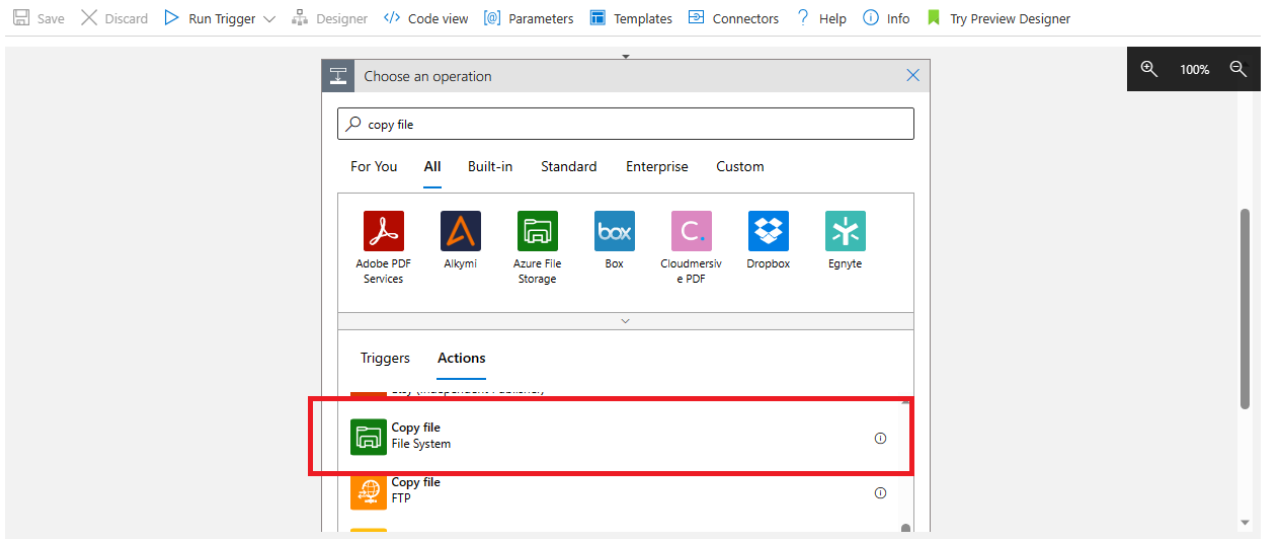 Save Discard Run Trigger Designer </> Code view [@] Parameters Templates Connectors ? Help Info Try Preview Designer
Choose an operation
100%
copy file
For You All Built-in Standard Enterprise Custom
box C.
Adobe PDF Services
Alkymi
Azure File Storage
Box
Cloudmersiv e PDF
Dropbox
Egnyte
Triggers Actions
Copy file
File System
Copy file
FTP